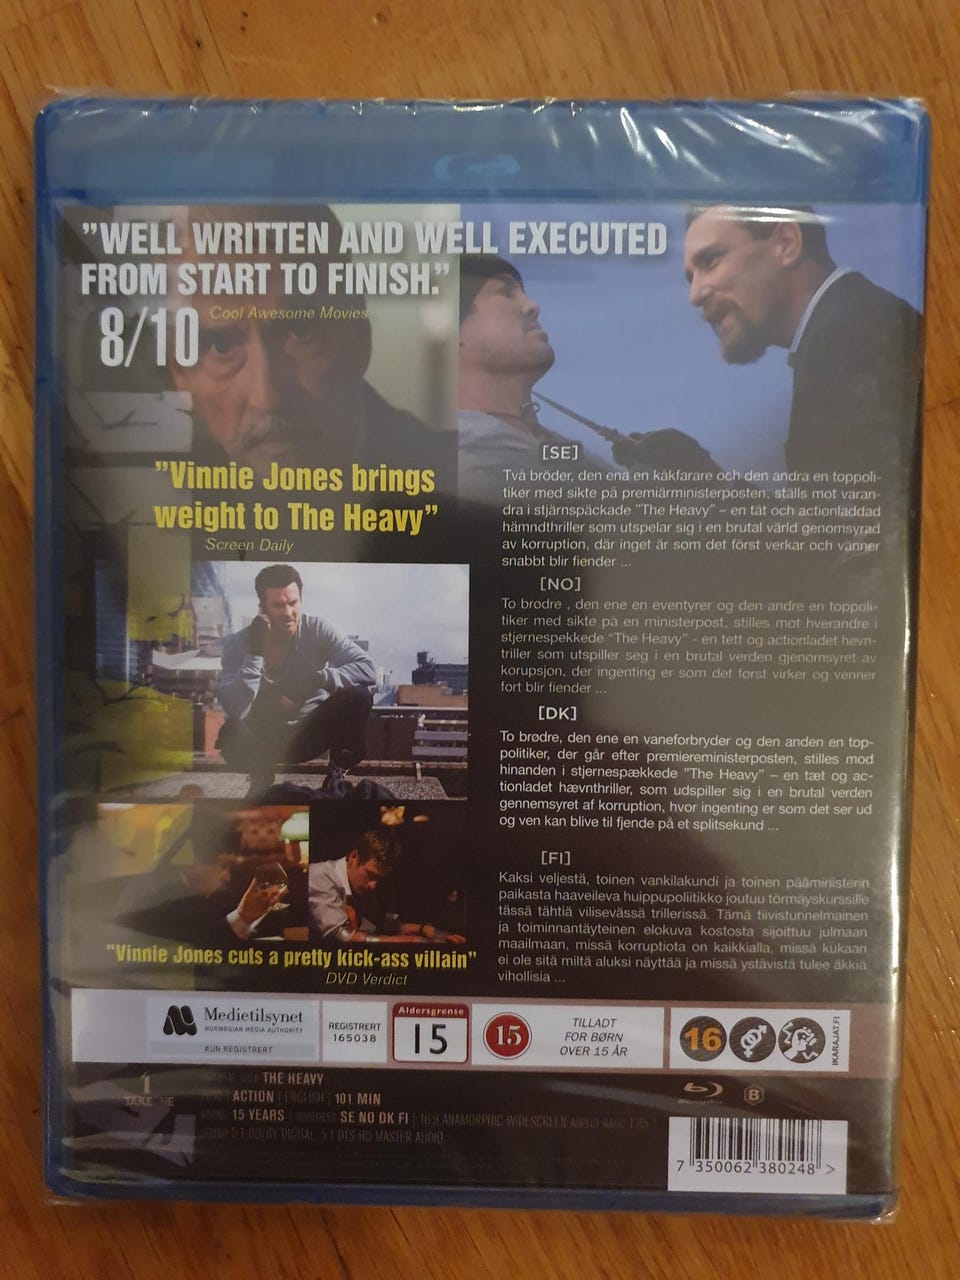 "WELL WRITTEN AND WELL EXECUTED
FROM START TO FINISH."
8/10 Cool Awesome Movies
"Vinnie Jones brings
weight to The Heavy"
Screen Daily
[SE]
Två bröder, den ena en kåkfarare och den andra en toppoli-
tiker med sikte på premiärministerposten, ställs mot varan-
dra i stjärnspäckade "The Heavy" – en tät och actionladdad
hämndthriller som utspelar sig i en brutal värld genomsyrad
av korruption, där inget är som det först verkar och vänner
snabbt blir fiender ...
[NO]
To brodre , den ene en eventyrer og den andre en toppoli-
tiker med sikte på en ministerpost, stilles mot hverandre i
stjernespekkede "The Heavy" - en tett og actionladet hevn-
triller som utspiller seg i en brutal verden gjenomsyret av
korupsjon, der ingenting er som det forst virker og venner
fort blir fiender ...
[DK]
To brødre, den ene en vaneforbryder og den anden en top-
politiker, der går efter premiereministerposten, stilles mod
hinanden i stjernespækkede "The Heavy" – en tæt og ac-
tionladet hævnthriller, som udspiller sig i en brutal verden
gennemsyret af korruption, hvor ingenting er som det ser ud
og ven kan blive til fjende på et splitsekund ...
[FI]
Kaksi veljestä, toinen vankilakundi ja toinen pääministerin
paikasta haaveileva huippupoliitikko joutuu törmäyskurssille
tässä tähtiä vilisevässä trillerissä. Tämä tiivistunnelmainen
ja toiminnantäyteinen elokuva kostosta sijoittuu julmaan
maailmaan, missä korruptiota on kaikkialla, missä kukaan
ei ole sitä miltä aluksi näyttää ja missä ystävistä tulee äkkiä
vihollisia ...
"Vinnie Jones cuts a pretty kick-ass villain"
DVD Verdict
Medietilsynet
NORWEGIAN MEDIA AUTHORITY
KUN REGISTRERT
REGISTRERT
165038
Aldersgrense
15
15
TILLADT
FOR BØRN
OVER 15 ÅR
16
IKARAJAT.FI
THE HEAVY
ACTION | ENGLISH | 101 MIN
15 YEARS | SE NO DK FI | 16:9 ANAMORPHIC WIDESCREEN ASPECT RATIO 1.85:1
5.1 DOLBY DIGITAL, 5.1 DTS-HD MASTER AUDIO
B
7 350062 380248 >